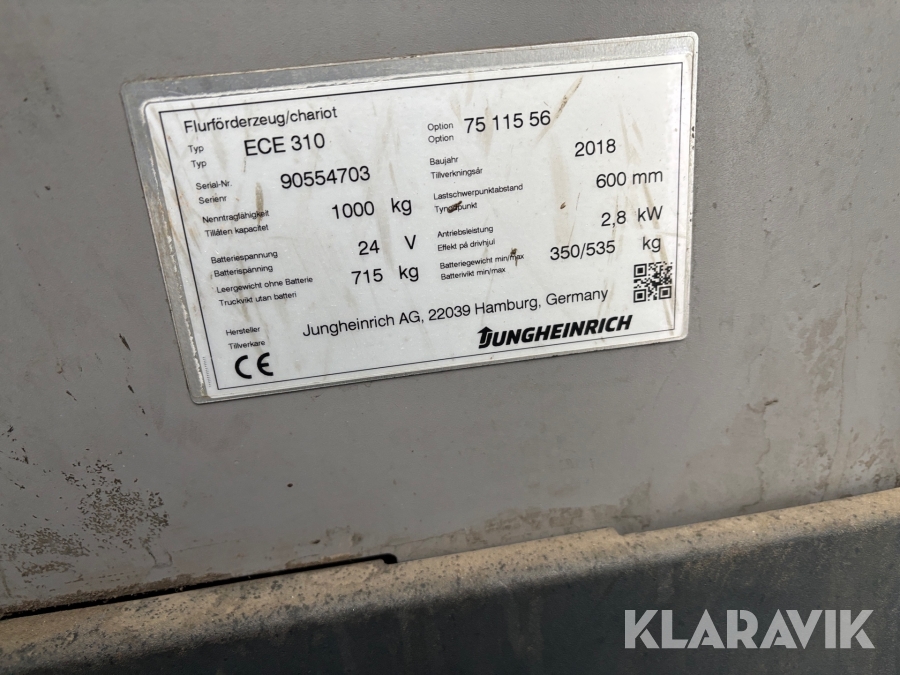 Flurförderzeug/chariot
Typ
Typ
ECE 310
Option
Option
75 115 56
Serial-Nr.
Serienr
90554703
Baujahr
Tillverkningsår
2018
Nenntragfähigkeit
Tillåten kapacitet
1000 kg
Lastschwerpunktabstand
Tyngdpunkt
600 mm
Batteriespannung
Batterispänning
24 V
Antriebsleistung
Effekt på drivhjul
2,8 kW
Leergewicht ohne Batterie
Truckvikt utan batteri
715 kg
Batteriegewicht min/max
Batterivikt min/max
350/535 kg
Hersteller
Tillverkare
Jungheinrich AG, 22039 Hamburg, Germany
CE
JUNGHEINRICH
KLARAVIK